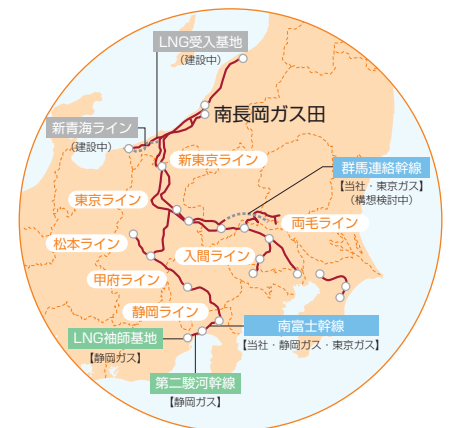 LNG受入基地
(建設中)
南長岡ガス田
新青海ライン
(建設中)
新東京ライン
群馬連絡幹線
【当社・東京ガス】
(構想検討中)
東京ライン
両毛ライン
松本ライン
入間ライン
甲府ライン
静岡ライン
南富士幹線
【当社・静岡ガス・東京ガス】
LNG袖師基地
【静岡ガス】
第二駿河幹線
【静岡ガス】